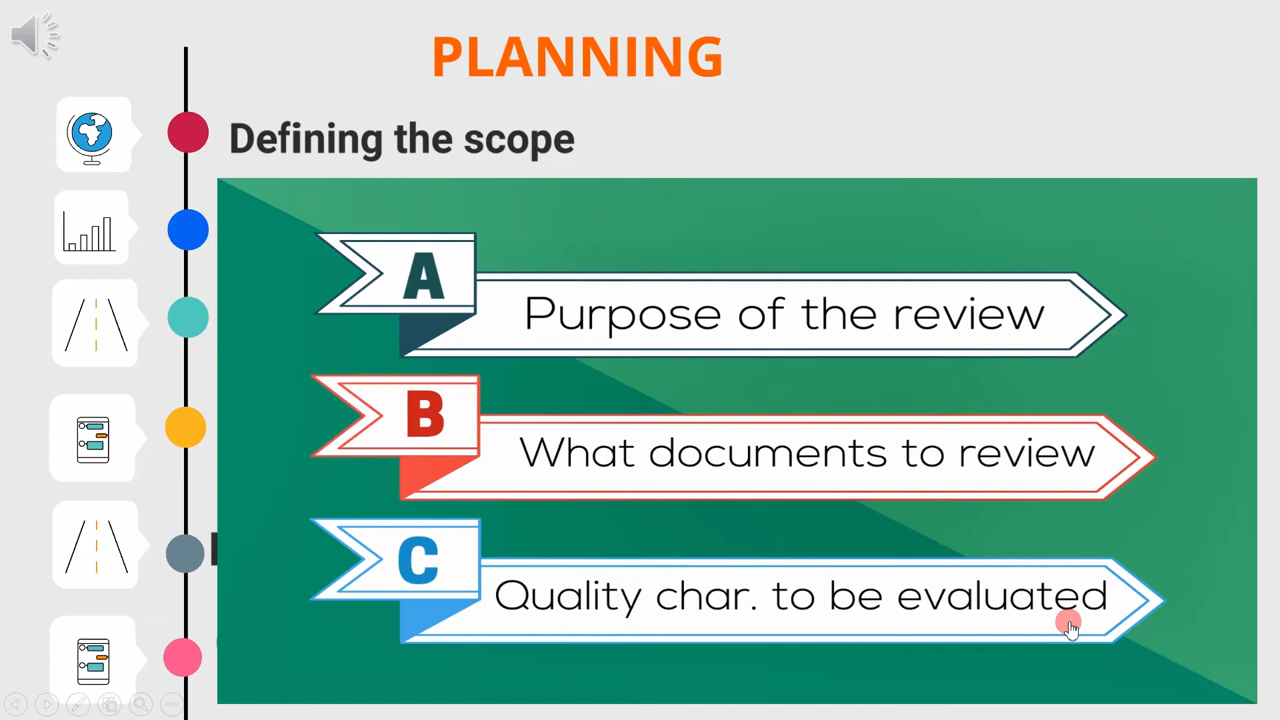 PLANNING
Defining the scope
A
Purpose of the review
B
What documents to review
C
Quality char. to be evaluated